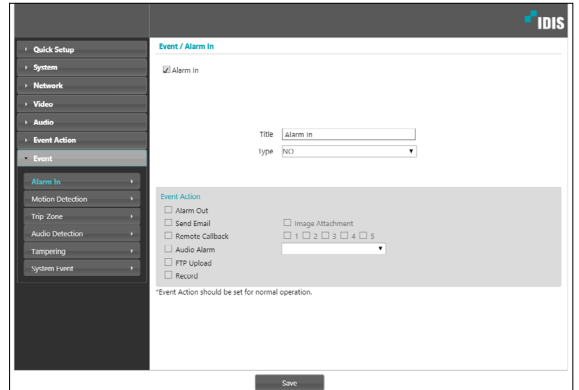 IDIS
Quick Setup
System
Network
Video
Audio
Event Action
Event
Alarm In
Motion Detection
Trip Zone
Audio Detection
Tampering
System Event
Event / Alarm In
Alarm In
Title Alarm In
Type NO
Event Action
Alarm Out
Send Email Image Attachment
Remote Callback 1 2 3 4 5
Audio Alarm
FTP Upload
Record
*Event Action should be set for normal operation.
Save